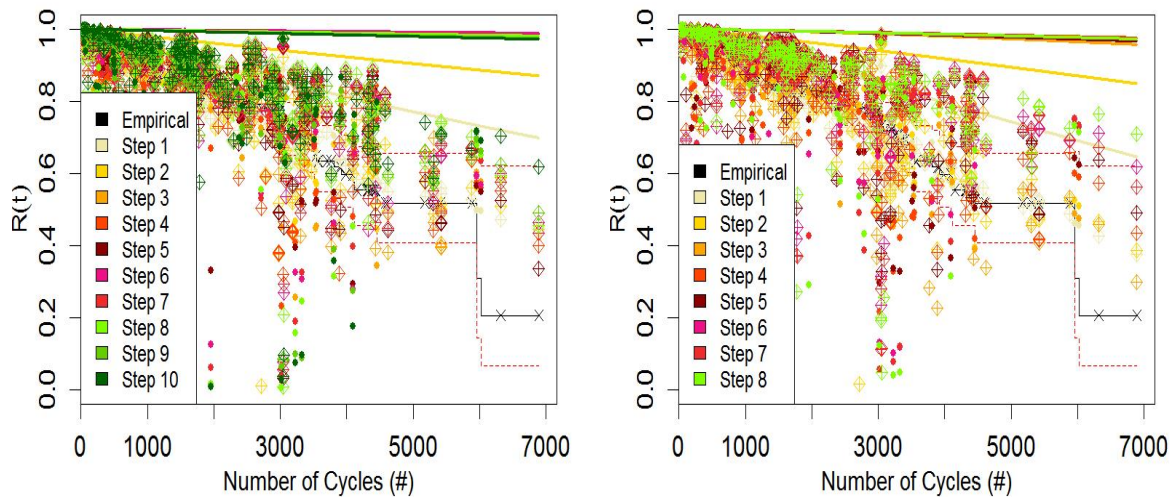 R(t)
1.0
0.8
0.6
0.4
0.2
0.0
Empirical
Step 1
Step 2
Step 3
Step 4
Step 5
Step 6
Step 7
Step 8
Step 9
Step 10
0 1000 3000 5000 7000
Number of Cycles (#)
R(t)
1.0
0.8
0.6
0.4
0.2
0.0
Empirical
Step 1
Step 2
Step 3
Step 4
Step 5
Step 6
Step 7
Step 8
0 1000 3000 5000 7000
Number of Cycles (#)